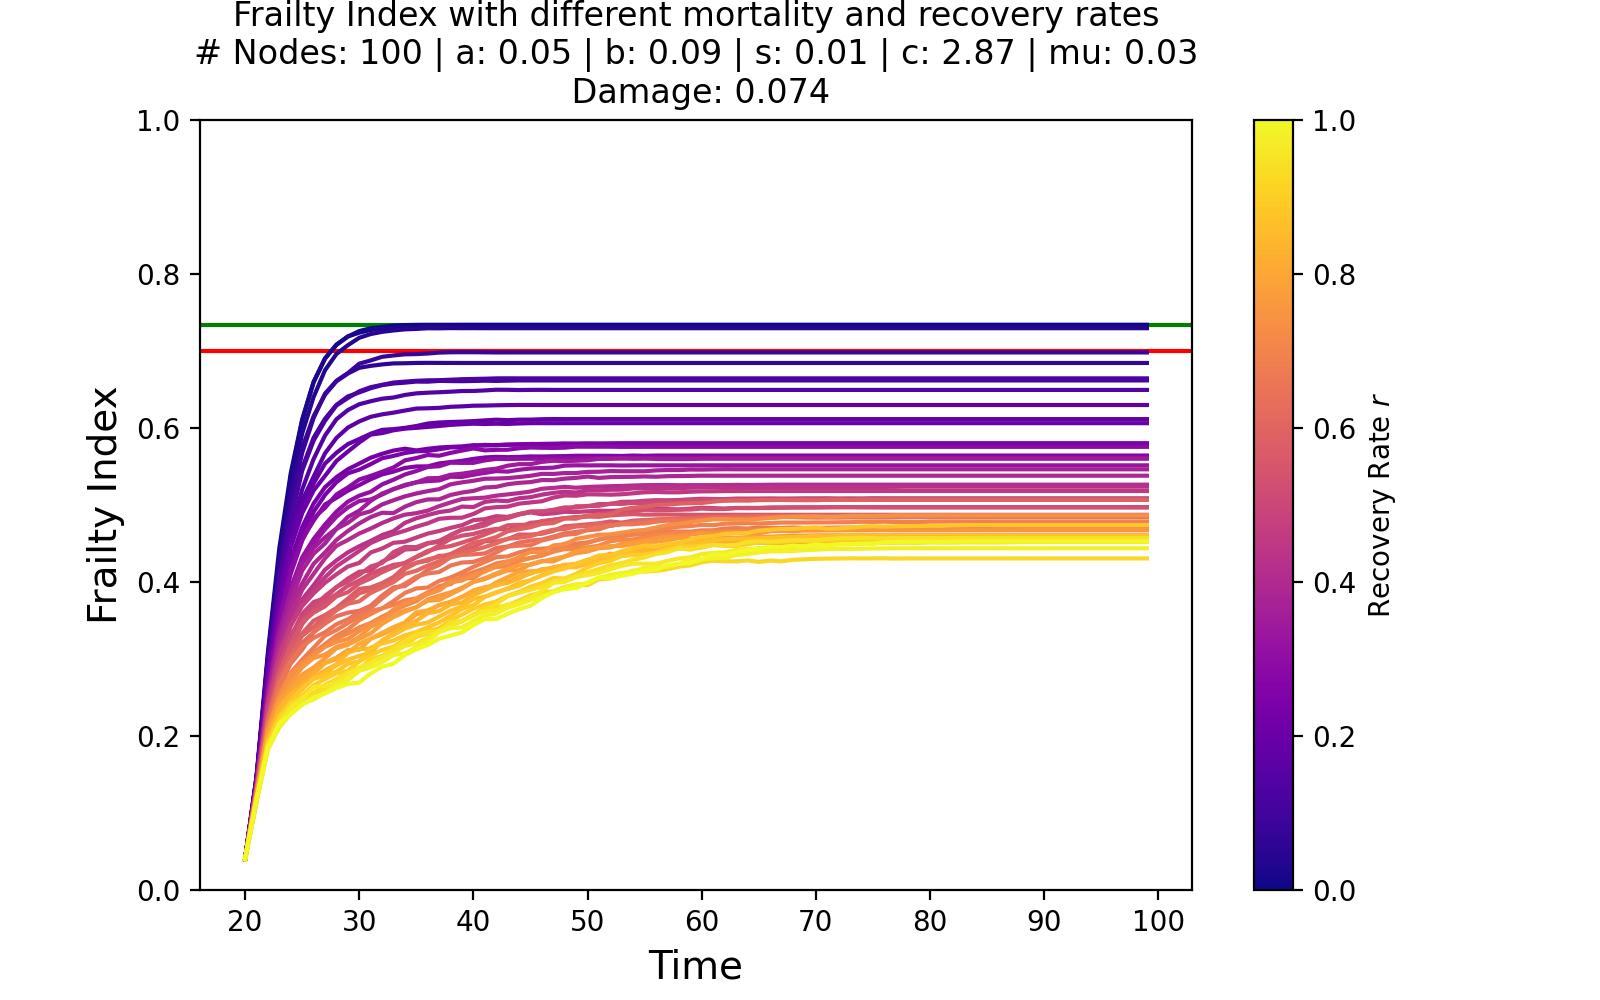 Frailty Index with different mortality and recovery rates
# Nodes: 100 | a: 0.05 | b: 0.09 | s: 0.01 | c: 2.87 | mu: 0.03
Damage: 0.074
1.0
0.8
0.6
0.4
0.2
0.0
Frailty Index
20 30 40 50 60 70 80 90 100
Time
1.0
0.8
0.6
0.4
0.2
0.0
Recovery Rate r